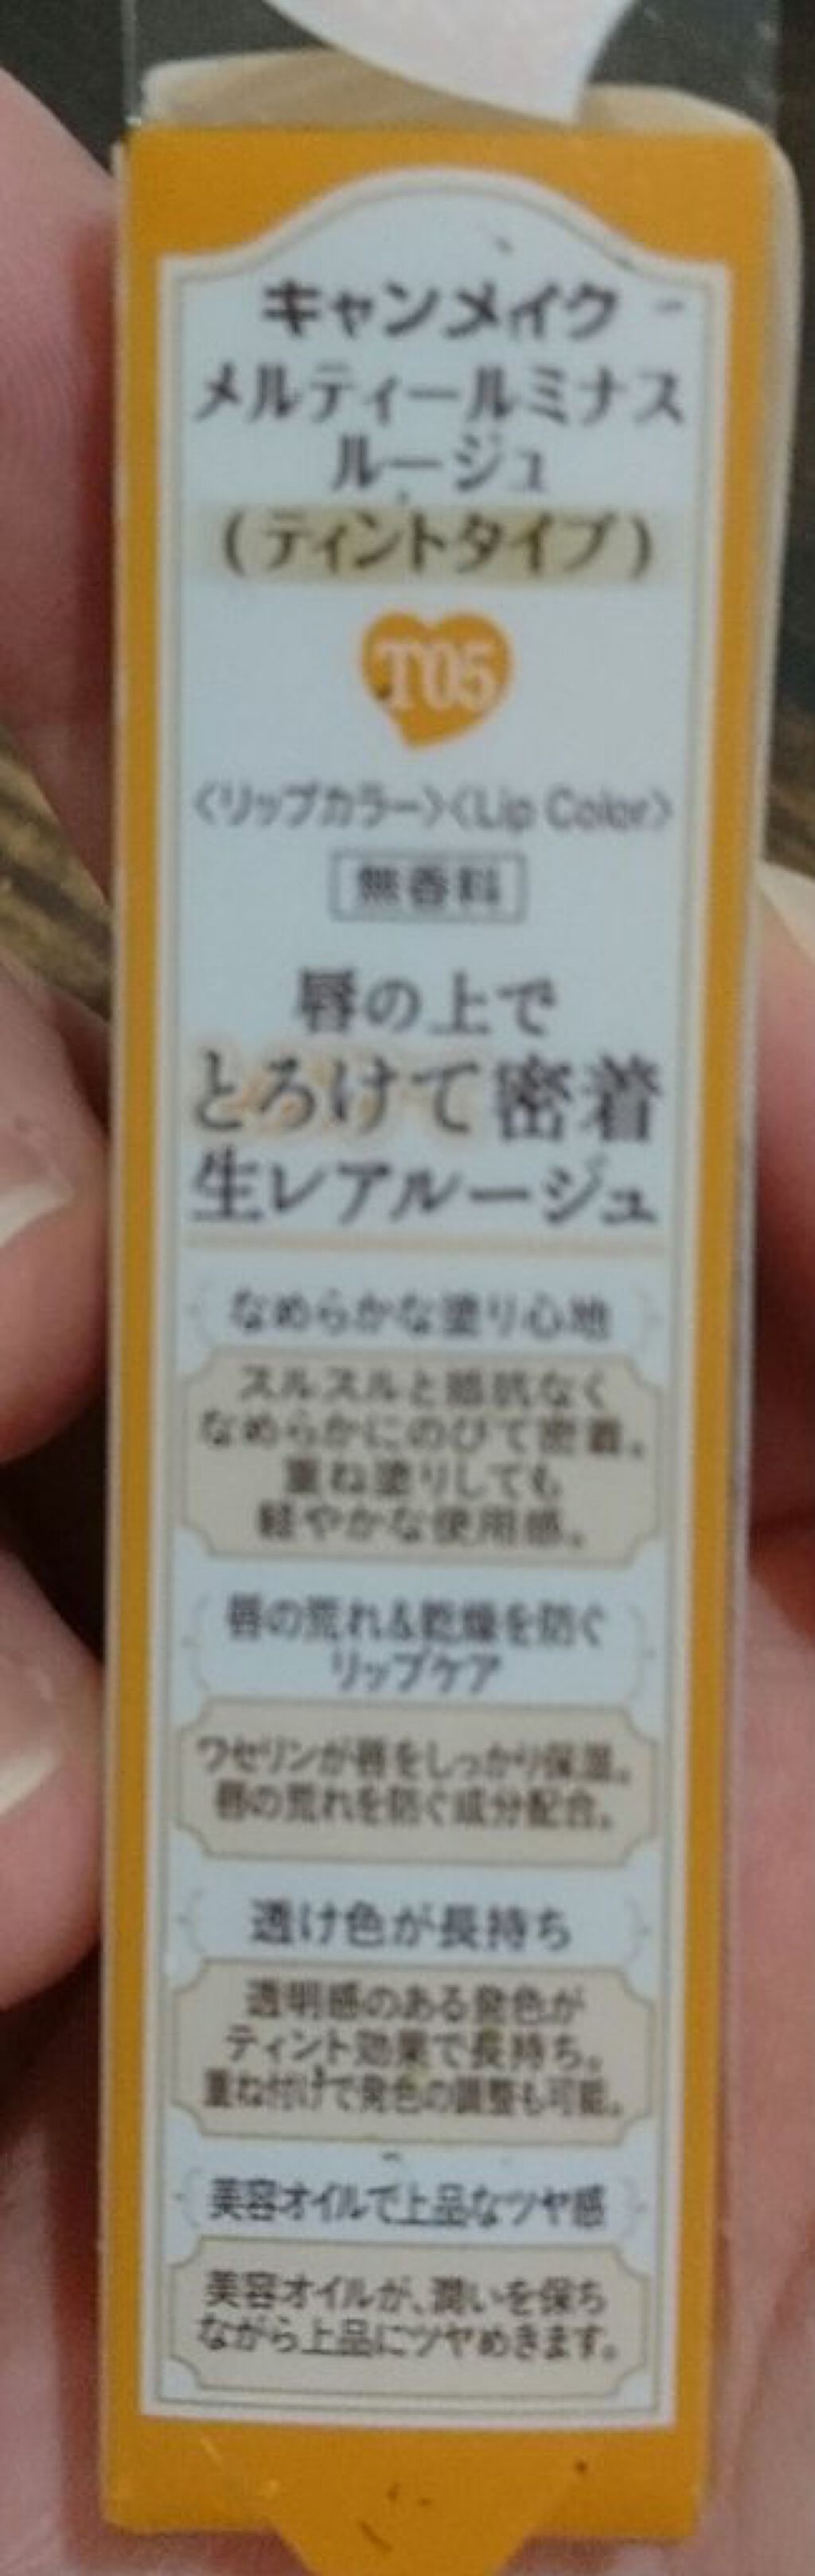 キャンメイク
メルティールミナス
ルージュ
(ティントタイプ)
T05
〈リップカラー〉〈Lip Color〉
無香料
唇の上で
とろけて密着
生レアルージュ
なめらかな塗り心地
スルスルと抵抗なく
なめらかにのびて密着。
重ね塗りしても
軽やかな使用感。
唇の荒れ&乾燥を防ぐ
リップケア
ワセリンが唇をしっかり保湿。
唇の荒れを防ぐ成分配合。
透け色が長持ち
透明感のある発色が
ティント効果で長持ち。
重ね付けで発色の調整も可能。
美容オイルで上品なツヤ感
美容オイルが、潤いを保ち
ながら上品にツヤめきます。